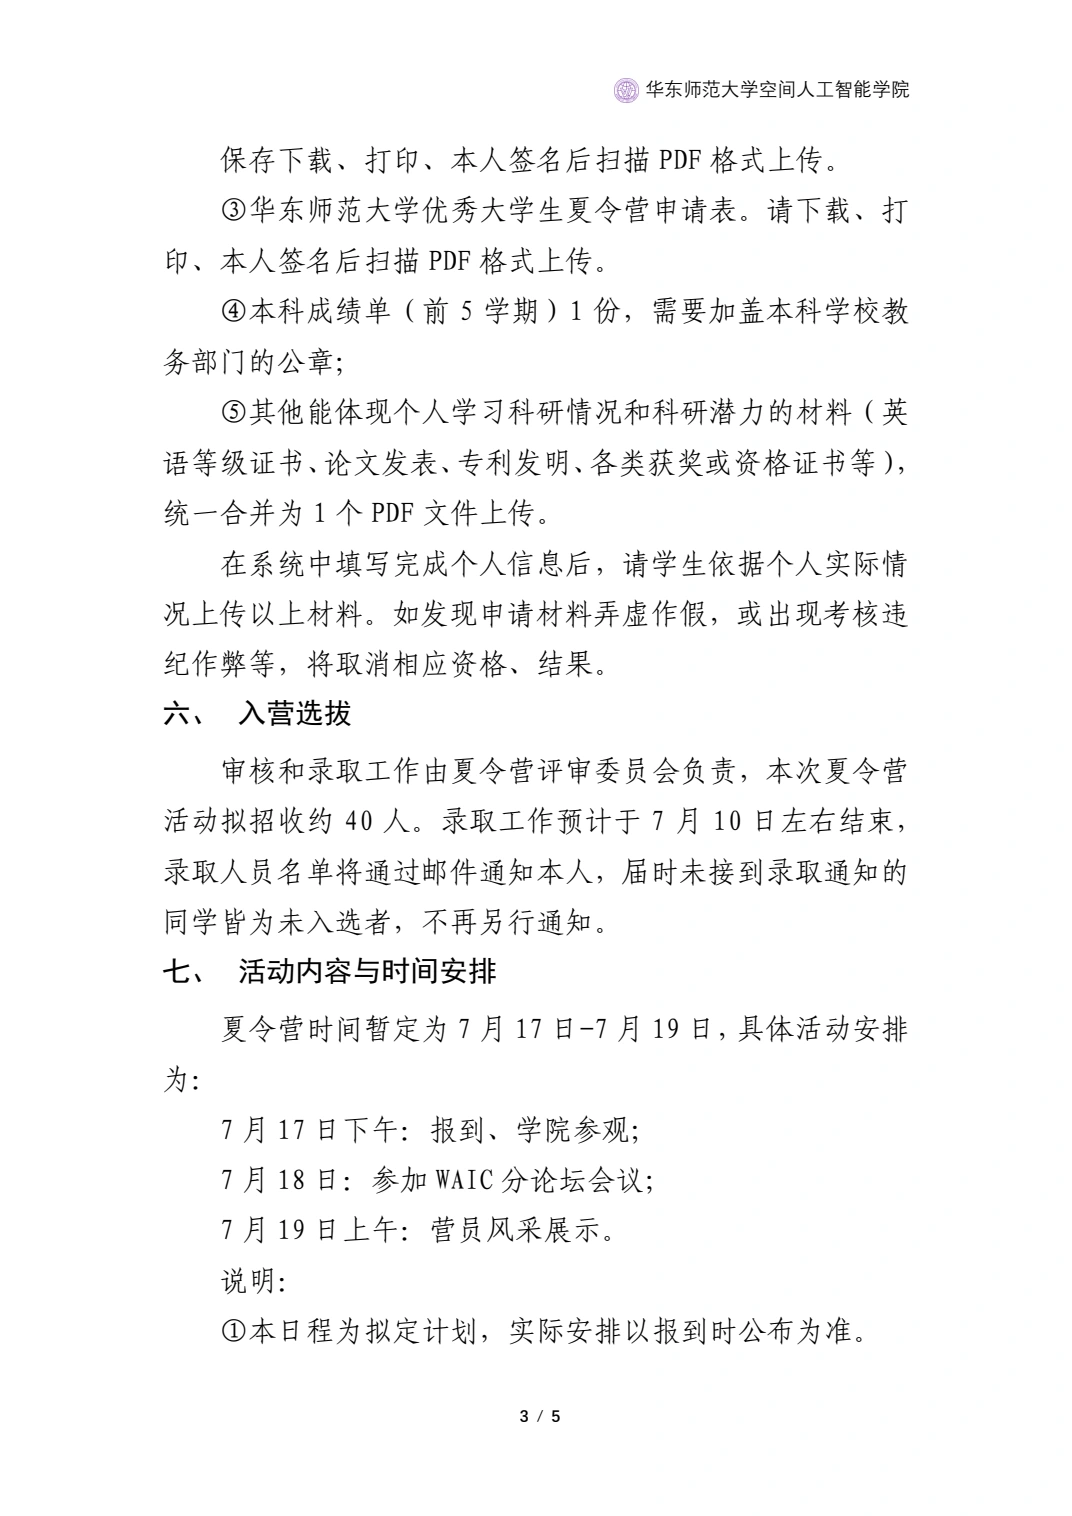 华东师范大学空间人工智能学院
保存下载、打印、本人签名后扫描 PDF 格式上传。
③华东师范大学优秀大学生夏令营申请表。请下载、打
印、本人签名后扫描 PDF 格式上传。
④本科成绩单（前 5 学期）1 份，需要加盖本科学校教
务部门的公章；
⑤其他能体现个人学习科研情况和科研潜力的材料（英
语等级证书、论文发表、专利发明、各类获奖或资格证书等），
统一合并为 1 个 PDF 文件上传。
在系统中填写完成个人信息后，请学生依据个人实际情
况上传以上材料。如发现申请材料弄虚作假，或出现考核违
纪作弊等，将取消相应资格、结果。
六、 入营选拔
审核和录取工作由夏令营评审委员会负责，本次夏令营
活动拟招收约 40 人。录取工作预计于 7 月 10 日左右结束，
录取人员名单将通过邮件通知本人，届时未接到录取通知的
同学皆为未入选者，不再另行通知。
七、 活动内容与时间安排
夏令营时间暂定为 7 月 17 日-7 月 19 日，具体活动安排
为：
7 月 17 日下午：报到、学院参观；
7 月 18 日：参加 WAIC 分论坛会议；
7 月 19 日上午：营员风采展示。
说明：
①本日程为拟定计划，实际安排以报到时公布为准。
3 / 5